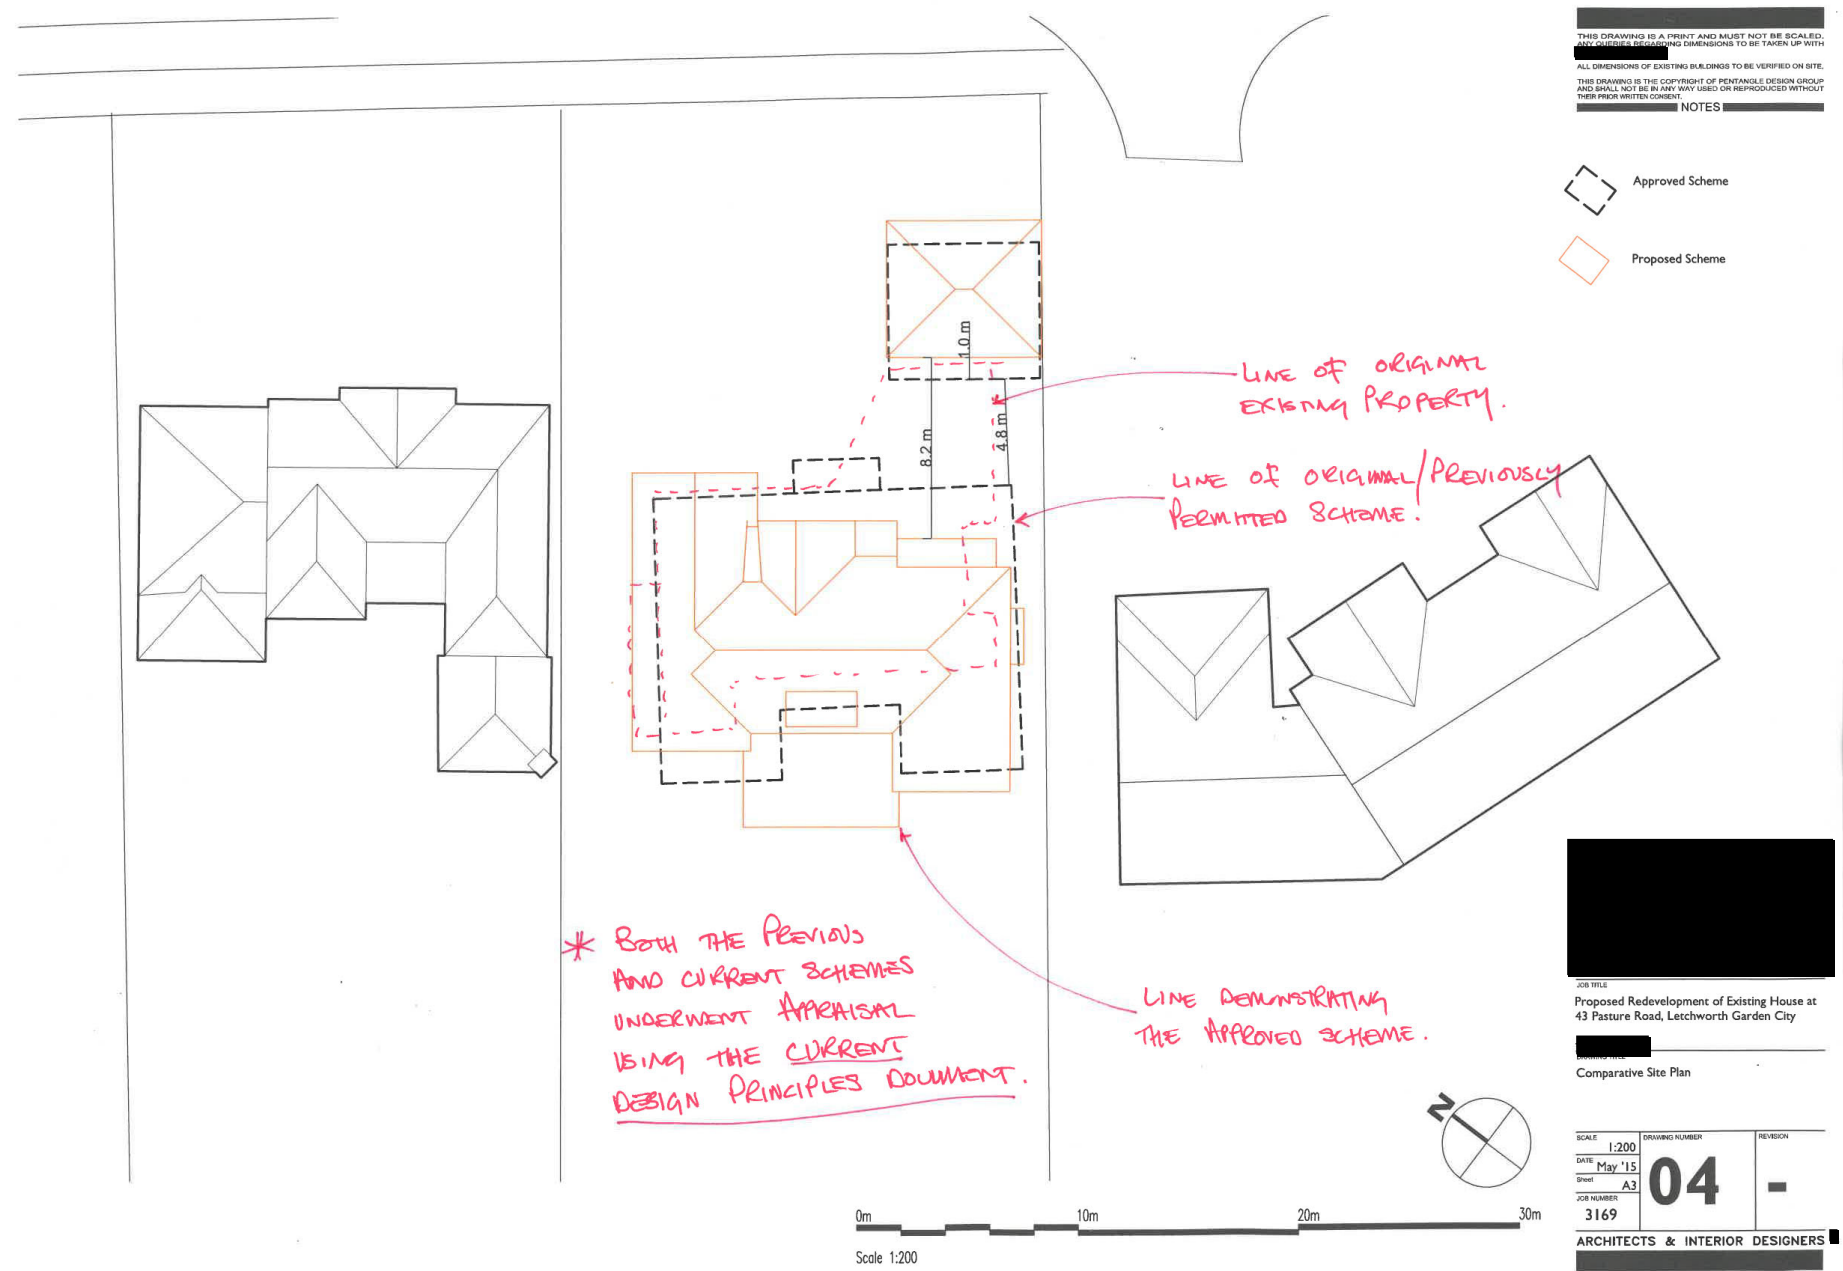 THIS DRAWING IS A PRINT AND MUST NOT BE SCALED.
ANY QUERIES REGARDING DIMENSIONS TO BE TAKEN UP WITH
ALL DIMENSIONS OF EXISTING BUILDINGS TO BE VERIFIED ON SITE.
THIS DRAWING IS THE COPYRIGHT OF PENTANGLE DESIGN GROUP
AND SHALL NOT BE IN ANY WAY USED OR REPRODUCED WITHOUT
THEIR PRIOR WRITTEN CONSENT.
NOTES
Approved Scheme
Proposed Scheme
1.0 m
8.2 m
4.8 m
LINE OF ORIGINAL
EXISTING PROPERTY.
LINE OF ORIGINAL/PREVIOUSLY
PERMITTED SCHEME.
* BOTH THE PREVIOUS
AND CURRENT SCHEMES
UNDERWENT APPRAISAL
USING THE CURRENT
DESIGN PRINCIPLES DOCUMENT.
LINE DEMONSTRATING
THE APPROVED SCHEME.
N
0m 10m 20m 30m
Scale 1:200
JOB TITLE
Proposed Redevelopment of Existing House at
43 Pasture Road, Letchworth Garden City
DRAWING TITLE
Comparative Site Plan
SCALE
1:200
DATE
May '15
Sheet
A3
JOB NUMBER
3169
DRAWING NUMBER
04
REVISION
-
ARCHITECTS & INTERIOR DESIGNERS